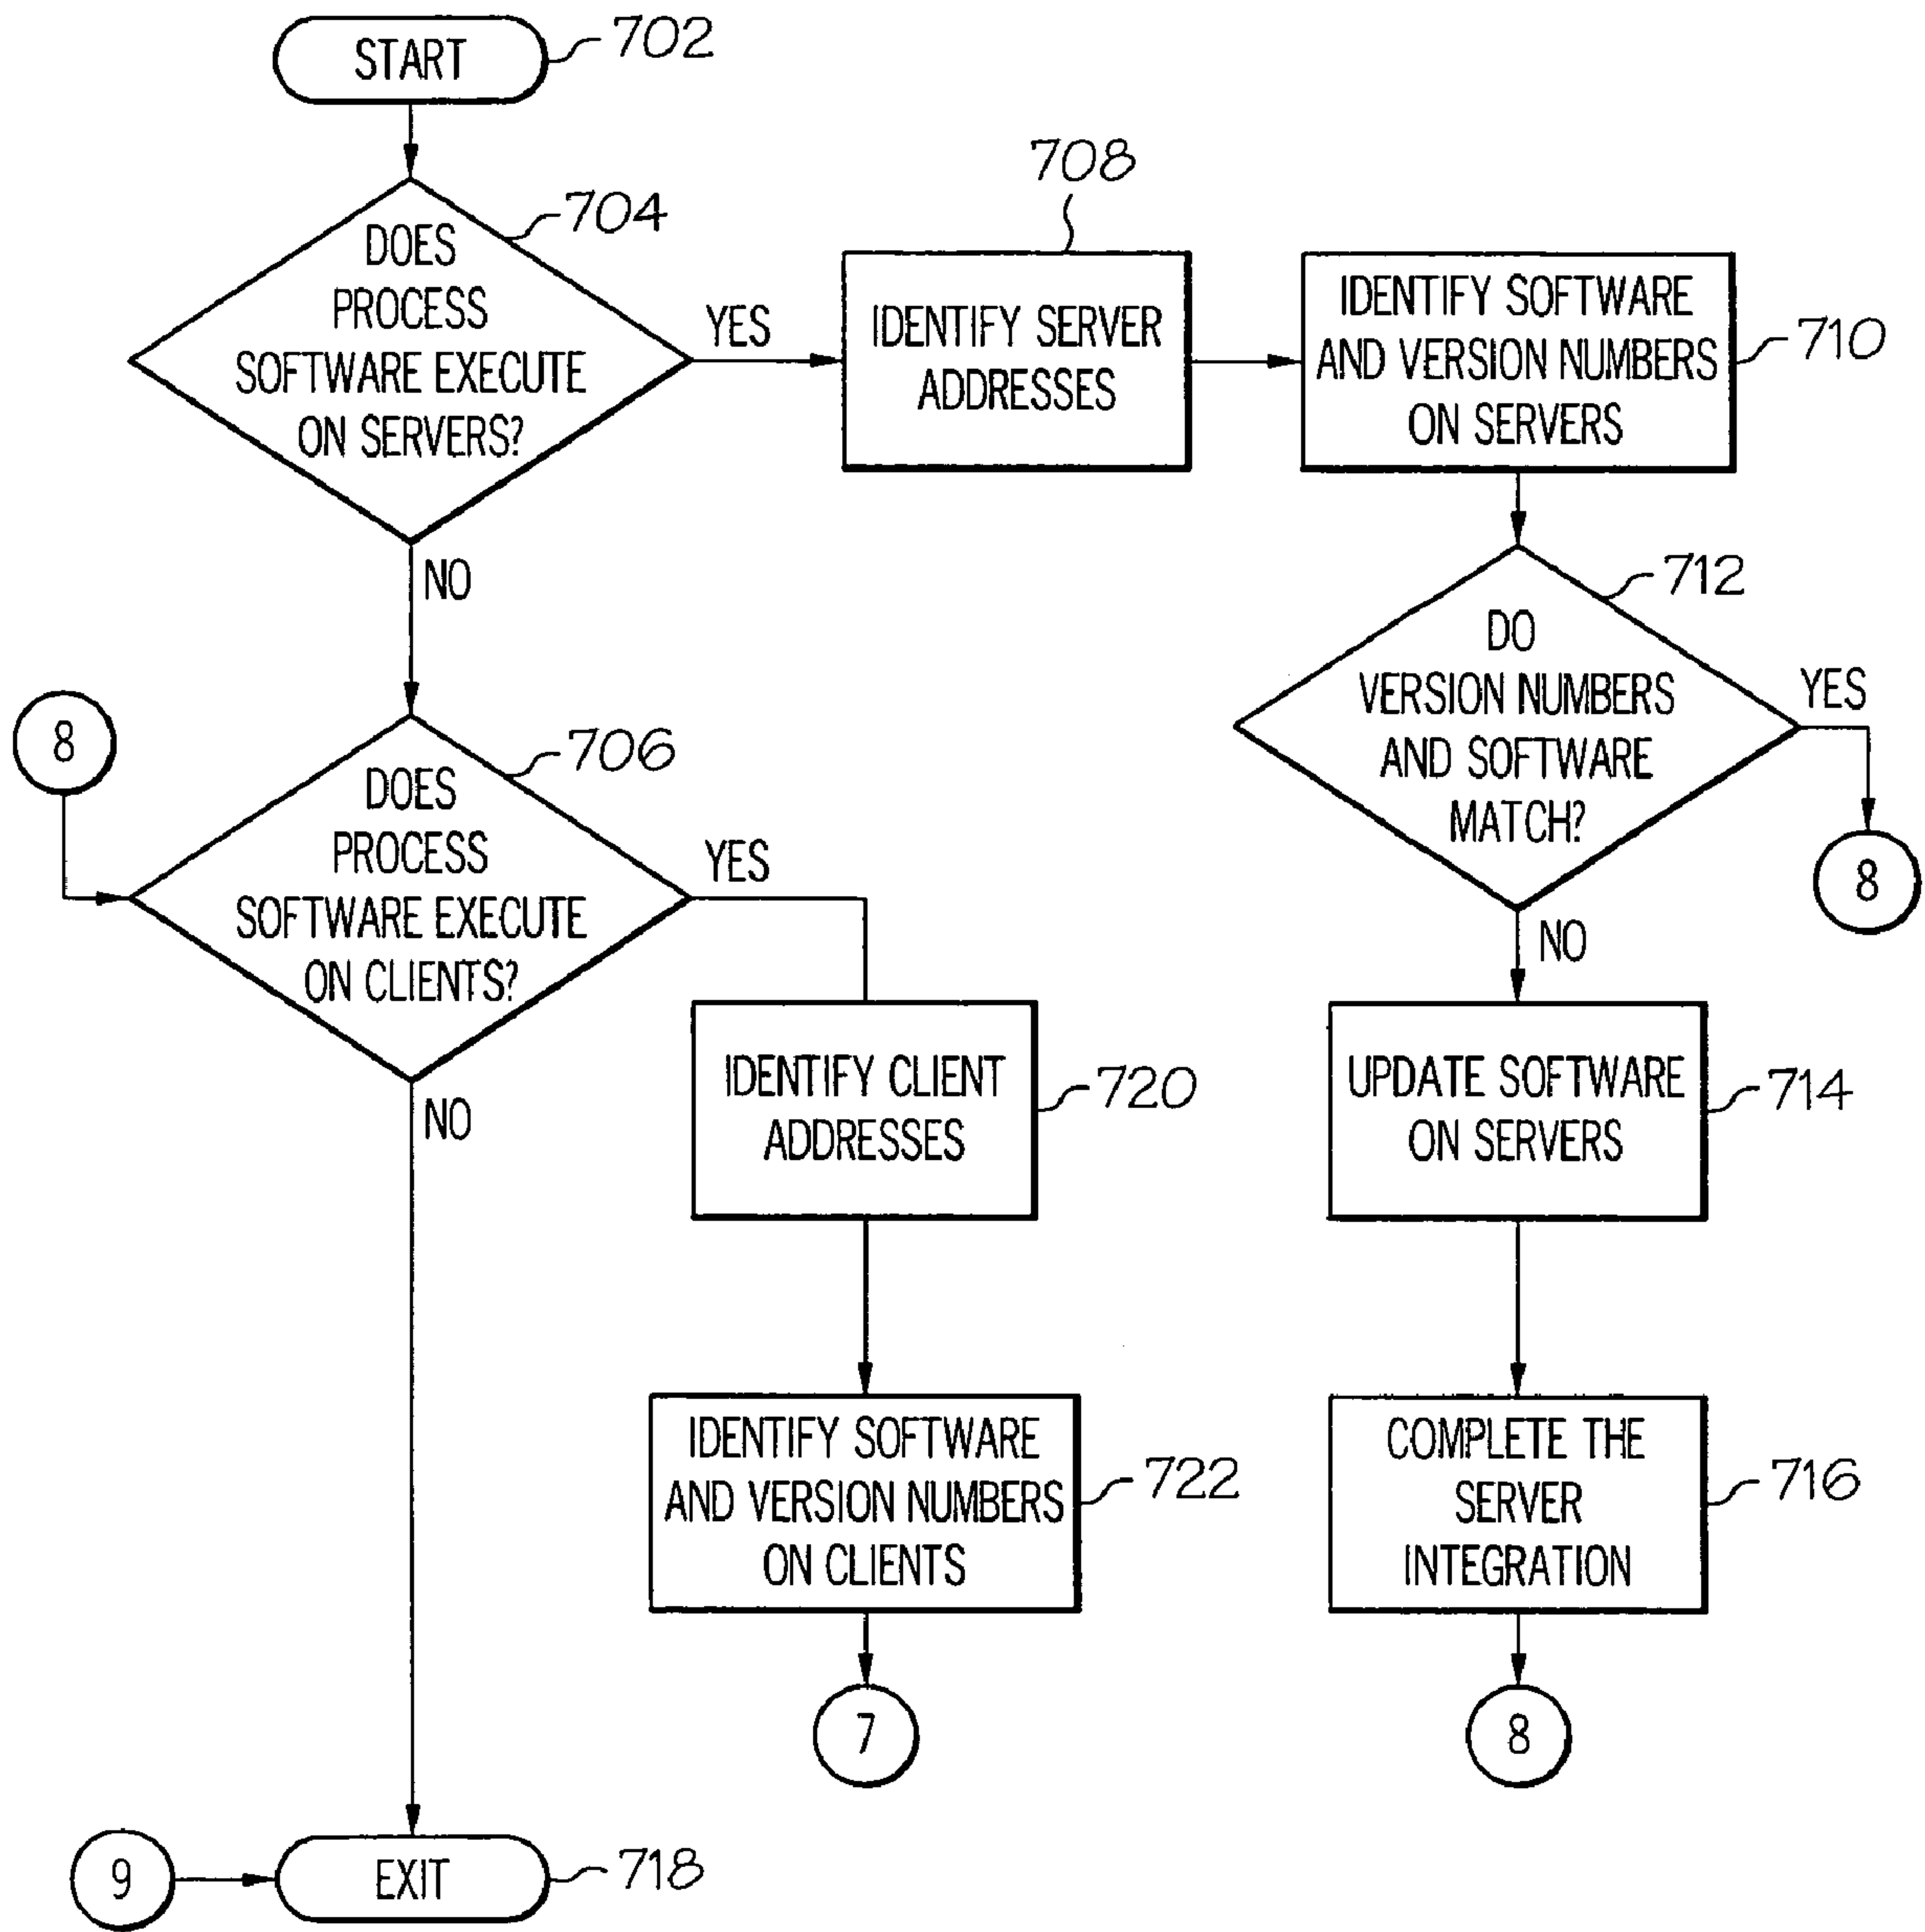 START
702
DOES
PROCESS
SOFTWARE EXECUTE
ON SERVERS?
704
YES
NO
708
IDENTIFY SERVER
ADDRESSES
IDENTIFY SOFTWARE
AND VERSION NUMBERS
ON SERVERS
710
DO
VERSION NUMBERS
AND SOFTWARE
MATCH?
712
YES
8
NO
8
DOES
PROCESS
SOFTWARE EXECUTE
ON CLIENTS?
706
YES
NO
IDENTIFY CLIENT
ADDRESSES
720
UPDATE SOFTWARE
ON SERVERS
714
IDENTIFY SOFTWARE
AND VERSION NUMBERS
ON CLIENTS
722
COMPLETE THE
SERVER
INTEGRATION
716
7
8
9
EXIT
718